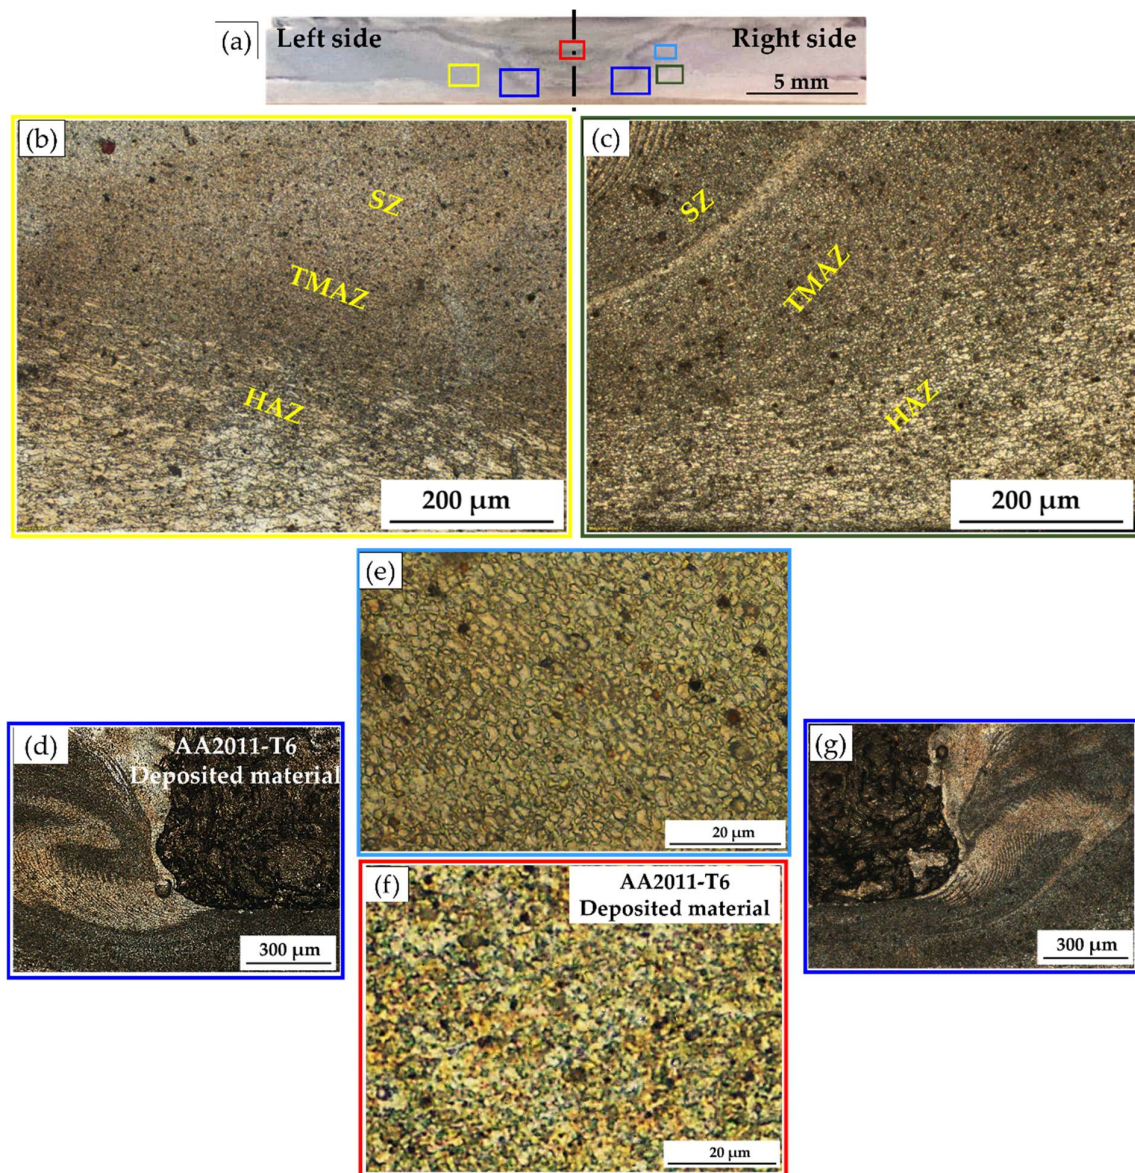 (a)
Left side
Right side
5 mm
(b)
SZ
TMAZ
HAZ
200 μm
(c)
SZ
TMAZ
HAZ
200 μm
(e)
20 μm
(d)
AA2011-T6
Deposited material
300 μm
(g)
300 μm
(f)
AA2011-T6
Deposited material
20 μm